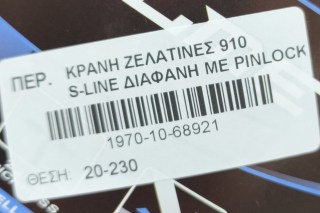 ΠΕΡ. ΚΡΑΝΗ ΖΕΛΑΤΙΝΕΣ 910
S-LINE ΔΙΑΦΑΝΗ ΜΕ PINLOCK
1970-10-68921
ΘΕΣΗ: 20-230